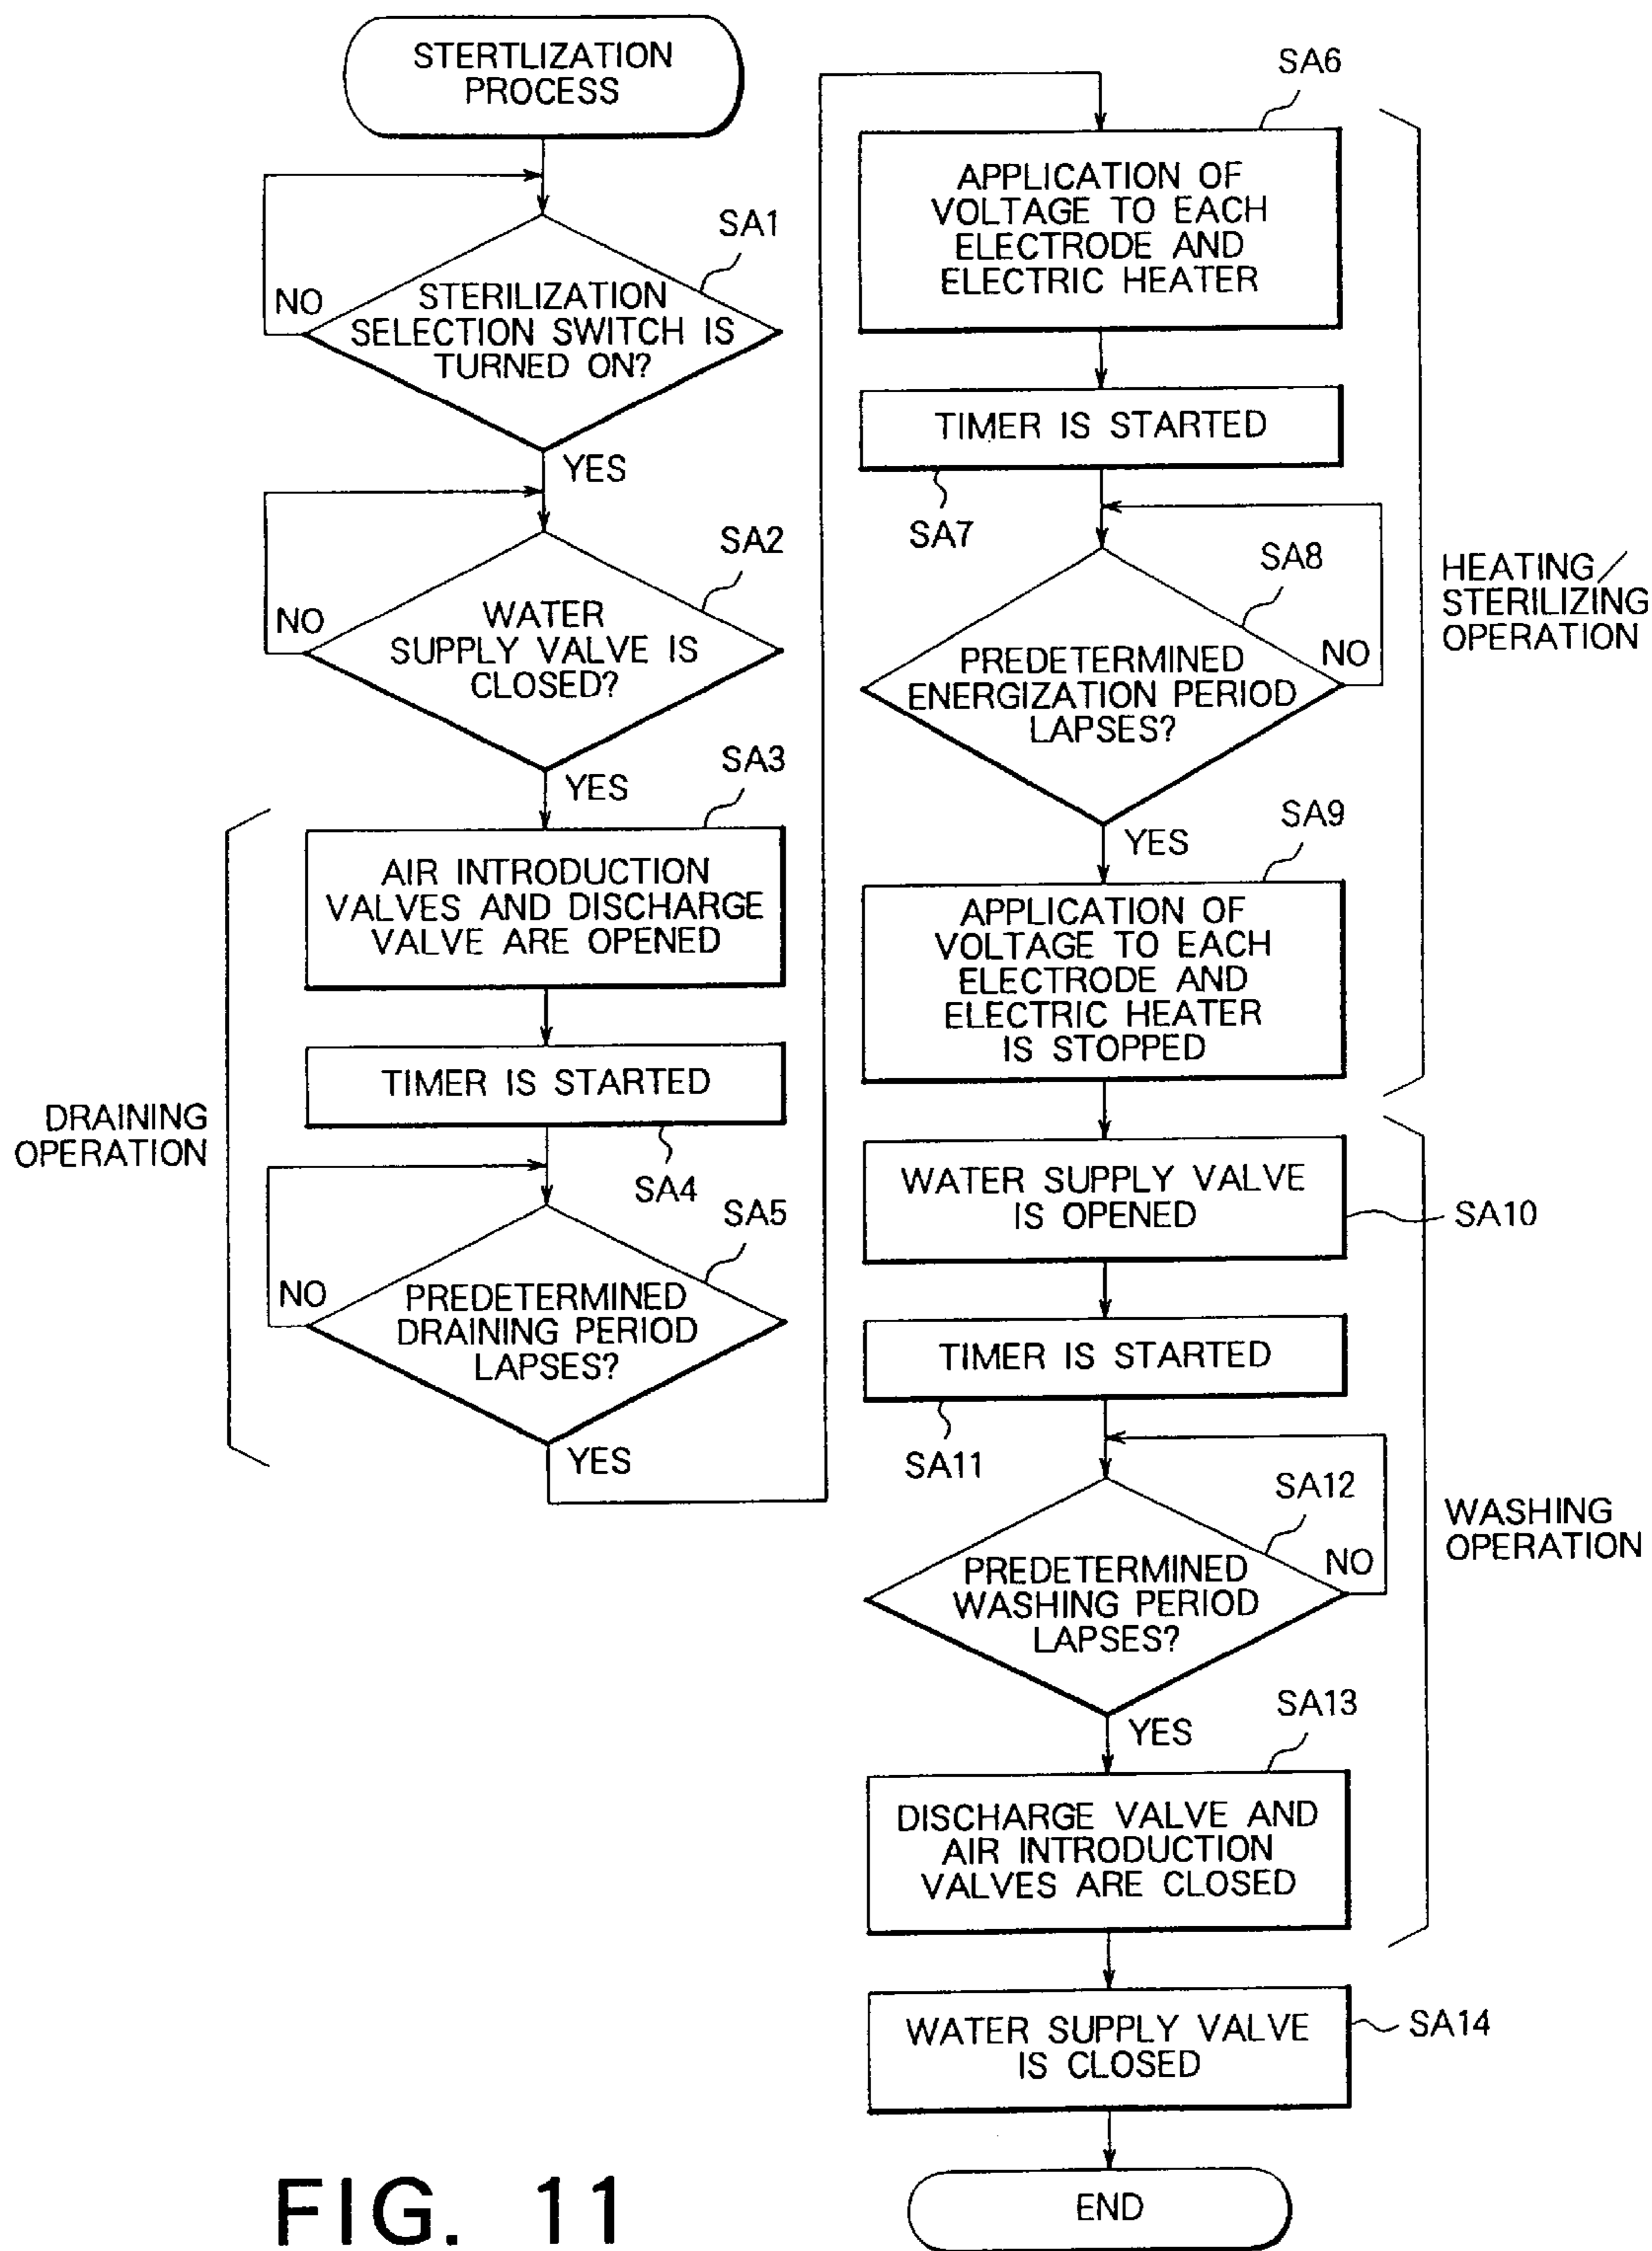 STERTLIZATION
PROCESS
SA1
NO
STERILIZATION
SELECTION SWITCH IS
TURNED ON?
YES
SA2
NO
WATER
SUPPLY VALVE IS
CLOSED?
YES
SA3
AIR INTRODUCTION
VALVES AND DISCHARGE
VALVE ARE OPENED
TIMER IS STARTED
SA4
DRAINING
OPERATION
SA5
NO
PREDETERMINED
DRAINING PERIOD
LAPSES?
YES
SA6
APPLICATION OF
VOLTAGE TO EACH
ELECTRODE AND
ELECTRIC HEATER
TIMER IS STARTED
SA7
SA8
NO
PREDETERMINED
ENERGIZATION PERIOD
LAPSES?
YES
HEATING/
STERILIZING
OPERATION
SA9
APPLICATION OF
VOLTAGE TO EACH
ELECTRODE AND
ELECTRIC HEATER
IS STOPPED
WATER SUPPLY VALVE
IS OPENED
SA10
TIMER IS STARTED
SA11
SA12
NO
PREDETERMINED
WASHING PERIOD
LAPSES?
YES
WASHING
OPERATION
SA13
DISCHARGE VALVE AND
AIR INTRODUCTION
VALVES ARE CLOSED
WATER SUPPLY VALVE
IS CLOSED
SA14
END
FIG. 11